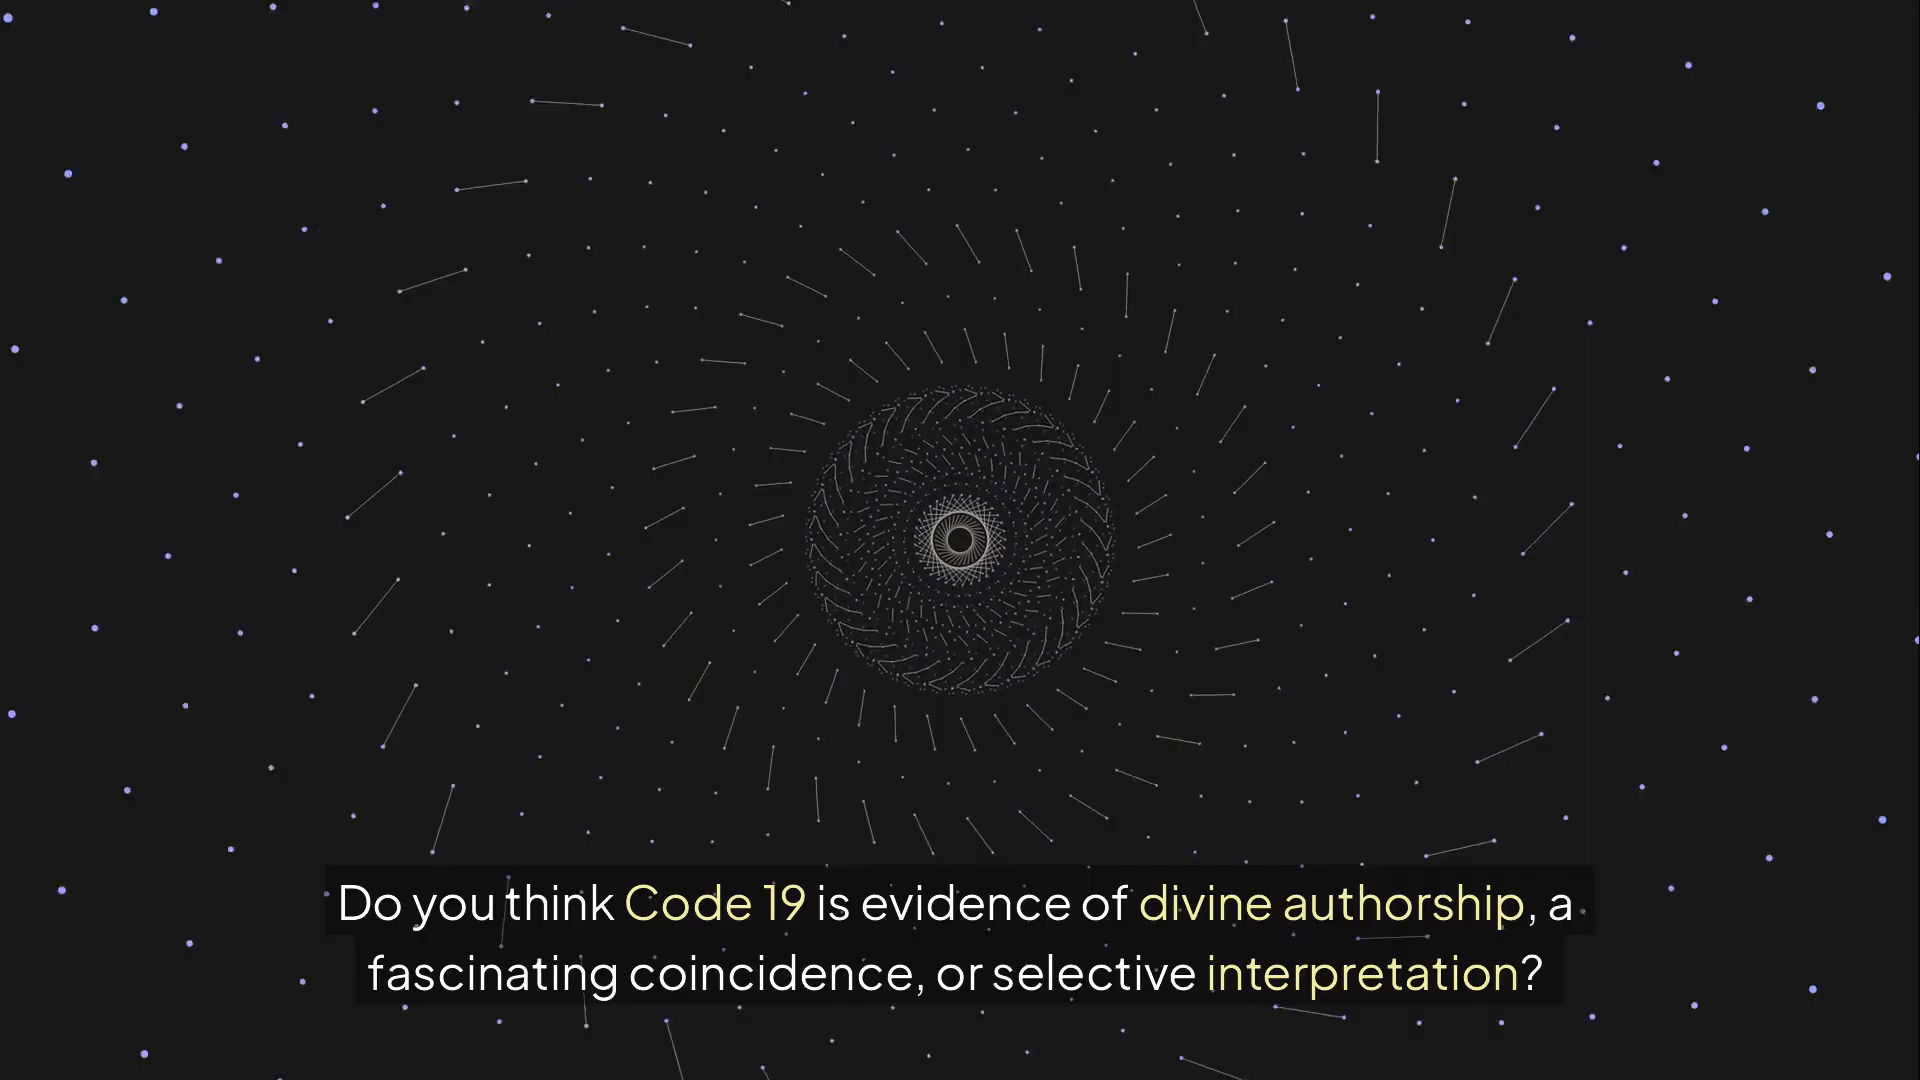 Do you think Code 19 is evidence of divine authorship, a
fascinating coincidence, or selective interpretation?